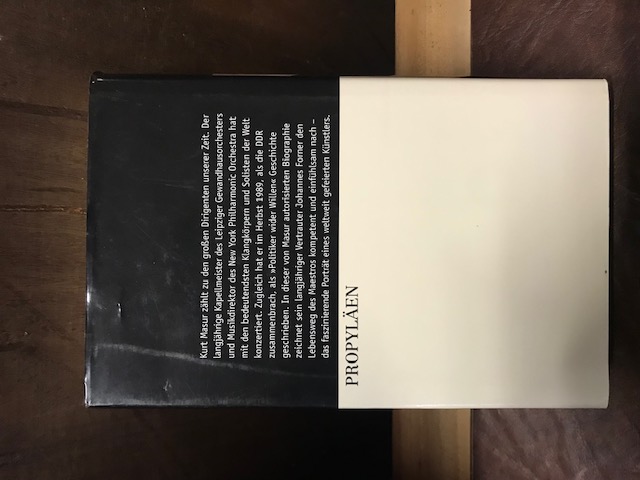 Kurt Masur zählt zu den großen Dirigenten unserer Zeit. Der
langjährige Kapellmeister des Leipziger Gewandhausorchesters
und Musikdirektor des New York Philharmonic Orchestra hat
mit den bedeutendsten Klangkörpern und Solisten der Welt
konzertiert. Zugleich hat er im Herbst 1989, als die DDR
zusammenbrach, als »Politiker wider Willen« Geschichte
geschrieben. In dieser von Masur autorisierten Biographie
zeichnet sein langjähriger Vertrauter Johannes Forner den
Lebensweg des Maestros kompetent und einfühlsam nach –
das faszinierende Porträt eines weltweit gefeierten Künstlers.
PROPYLÄEN